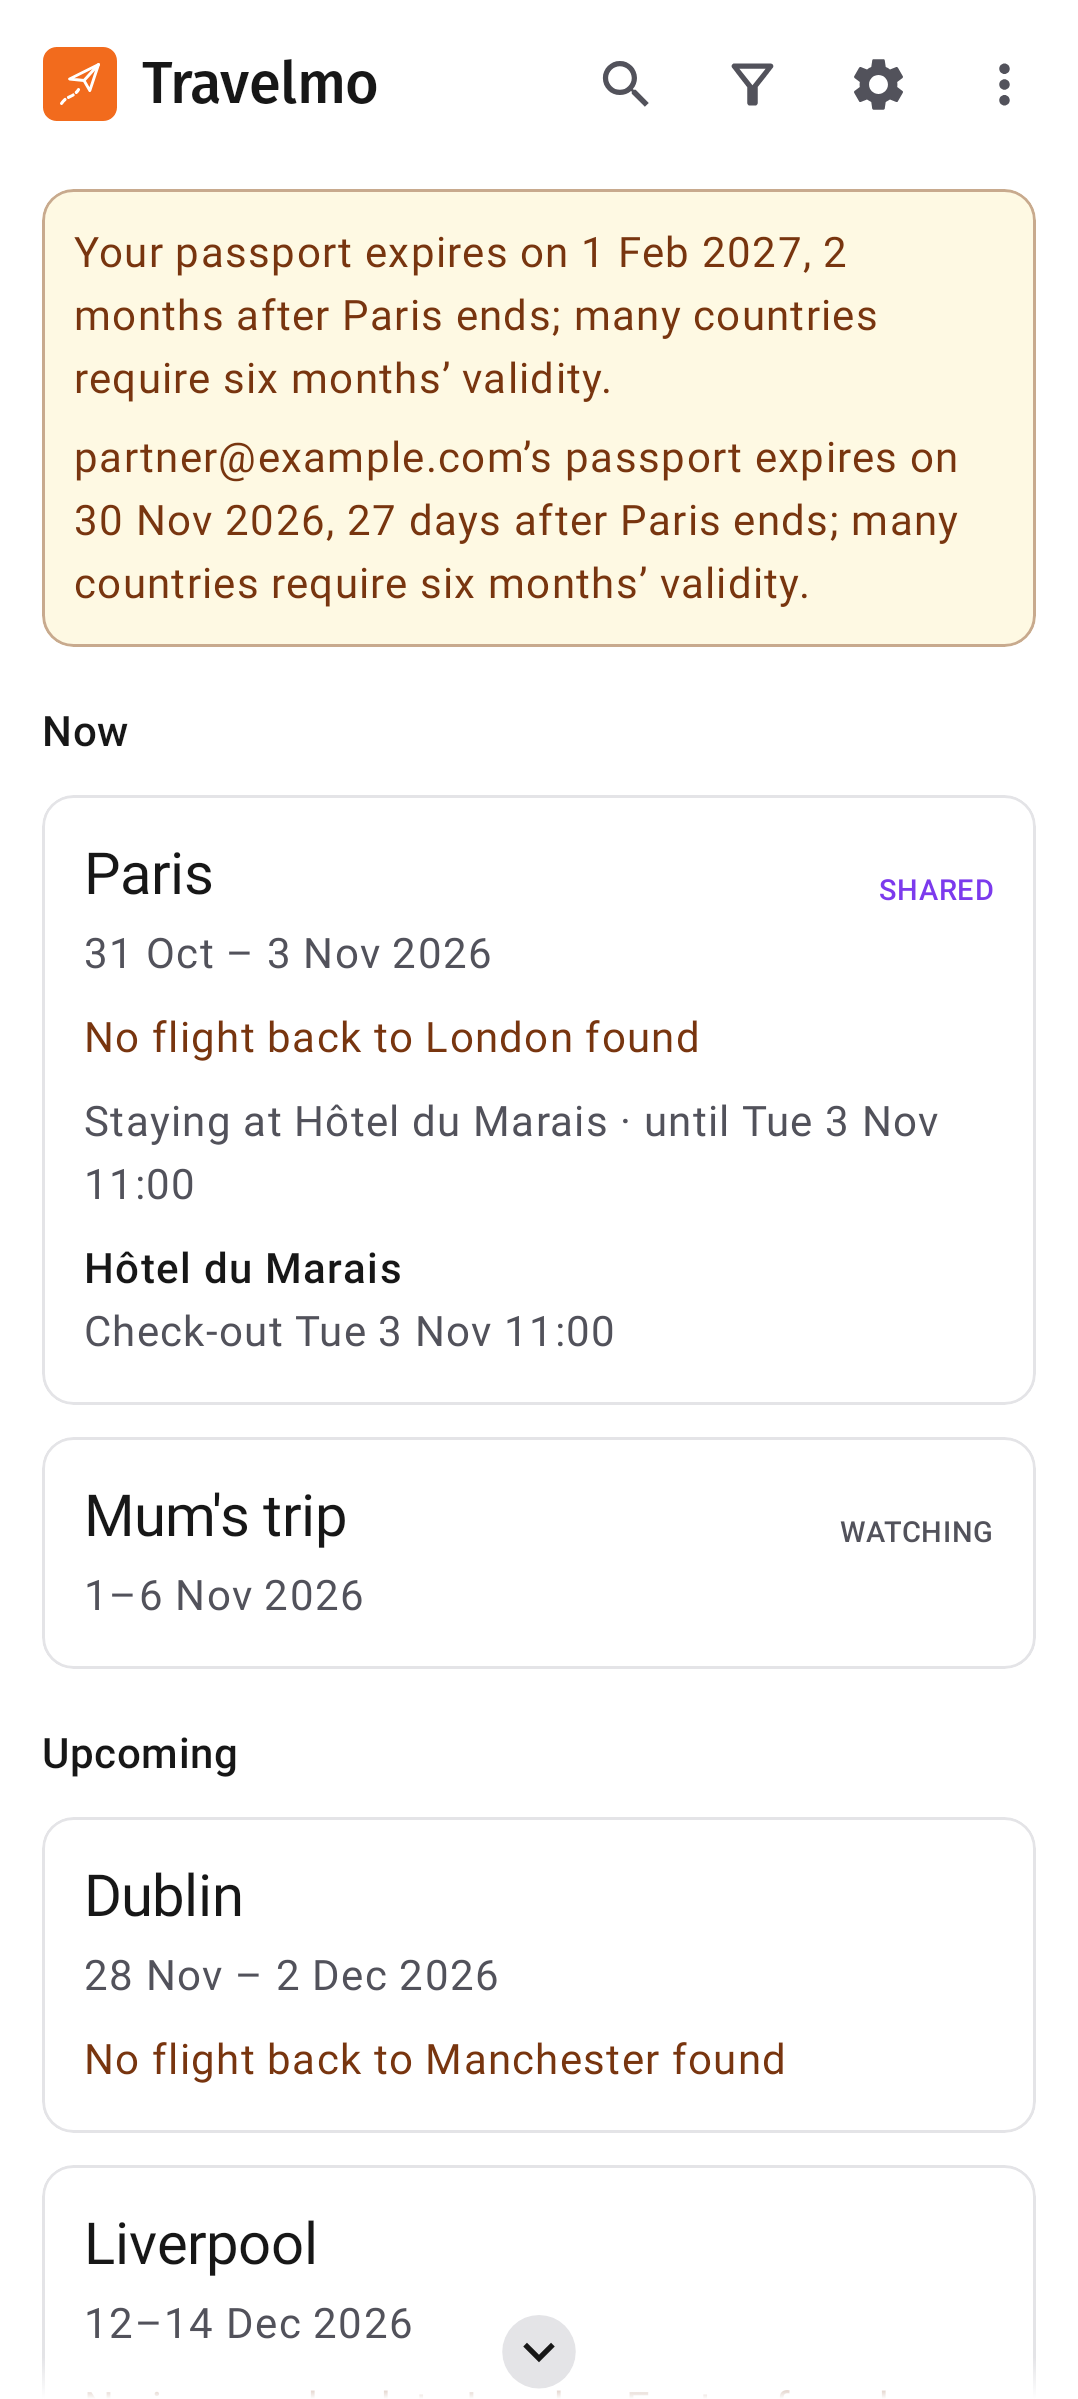 Travelmo
Your passport expires on 1 Feb 2027, 2
months after Paris ends; many countries
require six months’ validity.
partner@example.com’s passport expires on
30 Nov 2026, 27 days after Paris ends; many
countries require six months’ validity.
Now
Paris
SHARED
31 Oct – 3 Nov 2026
No flight back to London found
Staying at Hôtel du Marais · until Tue 3 Nov
11:00
Hôtel du Marais
Check-out Tue 3 Nov 11:00
Mum's trip
WATCHING
1–6 Nov 2026
Upcoming
Dublin
28 Nov – 2 Dec 2026
No flight back to Manchester found
Liverpool
12–14 Dec 2026